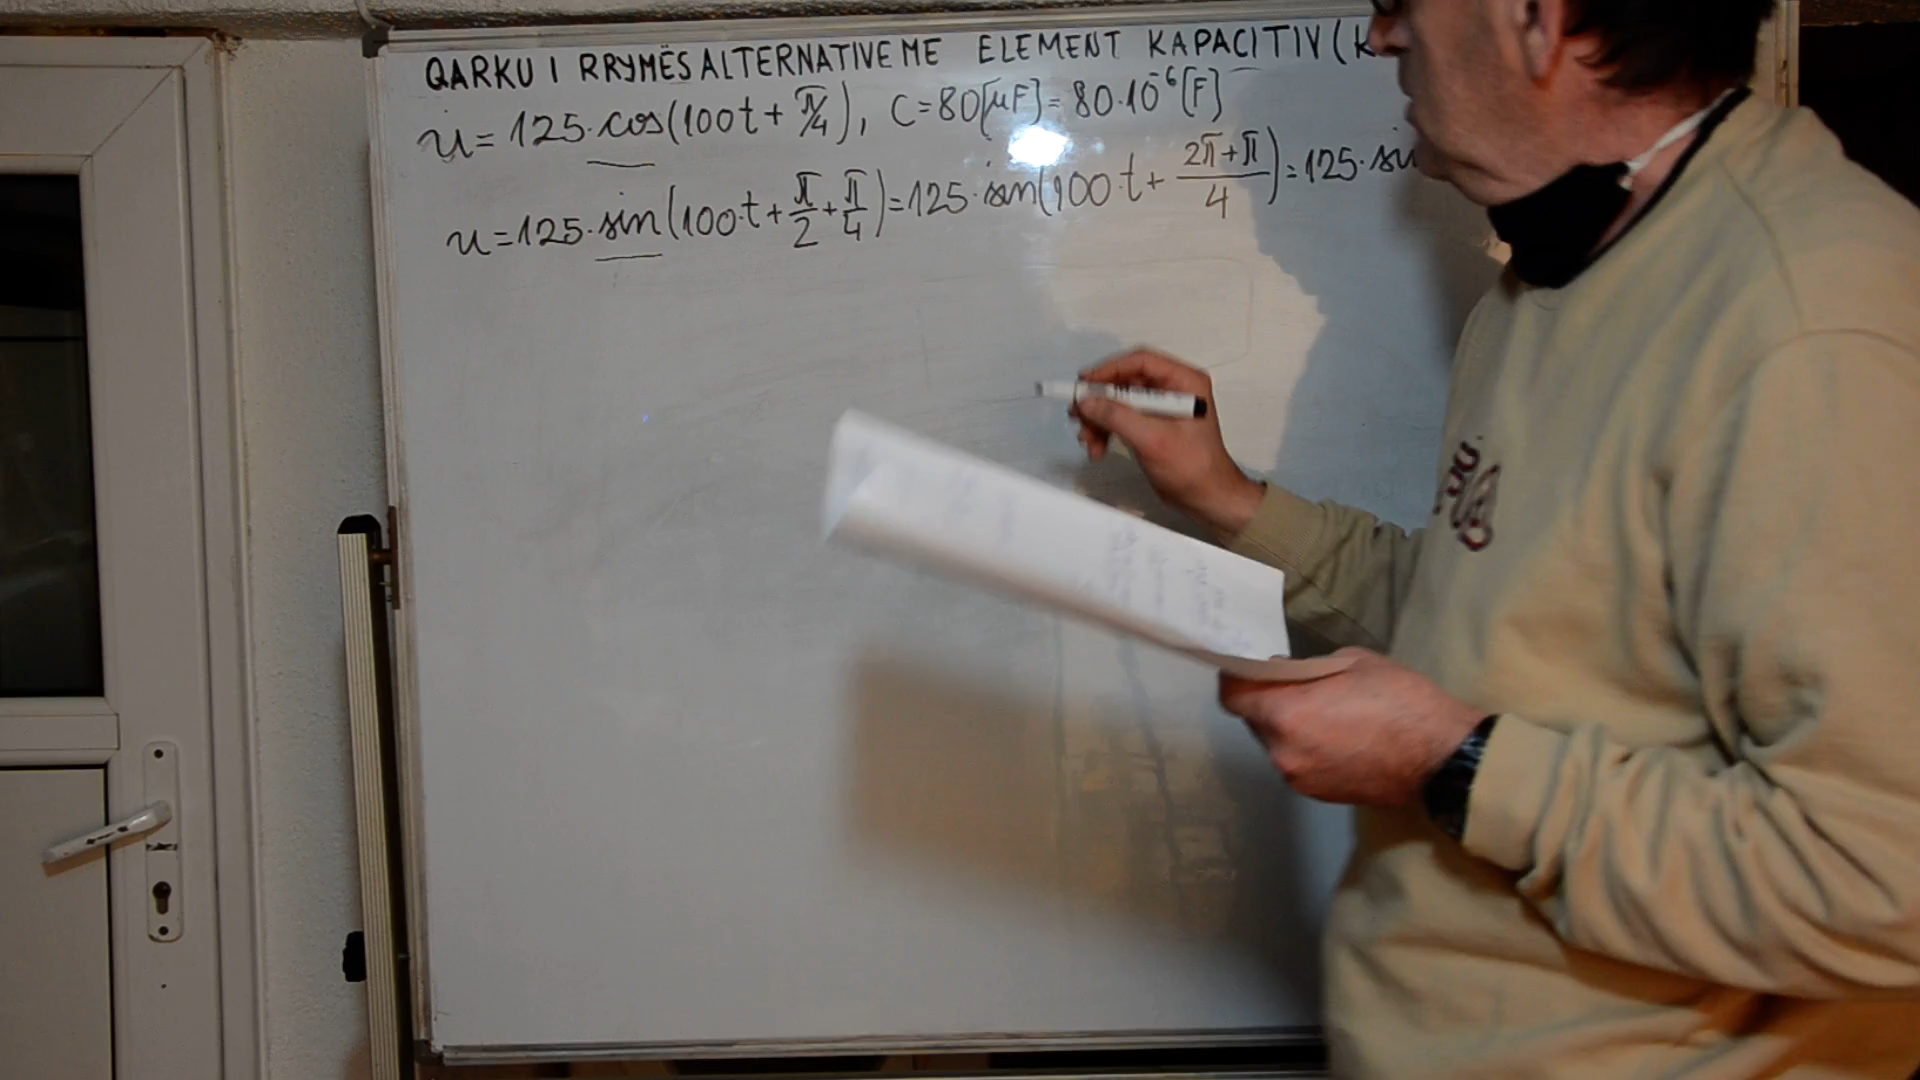 QARKU I RRYMËS ALTERNATIVE ME ELEMENT KAPACITIV (K
u = 125·cos(100t + π/4), C = 80[μF] = 80·10⁻⁶[F]
u = 125·sin(100·t + π/2 + π/4) = 125·sin(100·t + (2π+π)/4) = 125·sin